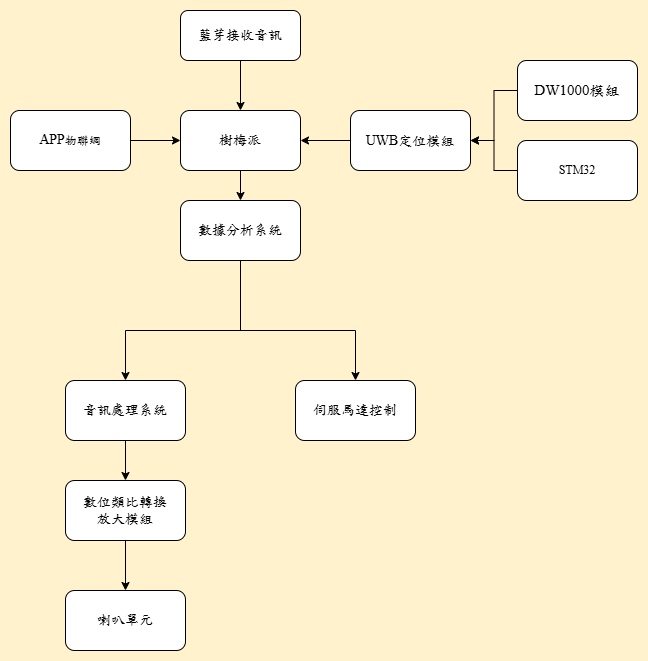 藍芽接收音訊
DW1000模組
APP物聯網
樹梅派
UWB定位模組
STM32
數據分析系統
音訊處理系統
伺服馬達控制
數位類比轉換
放大模組
喇叭單元